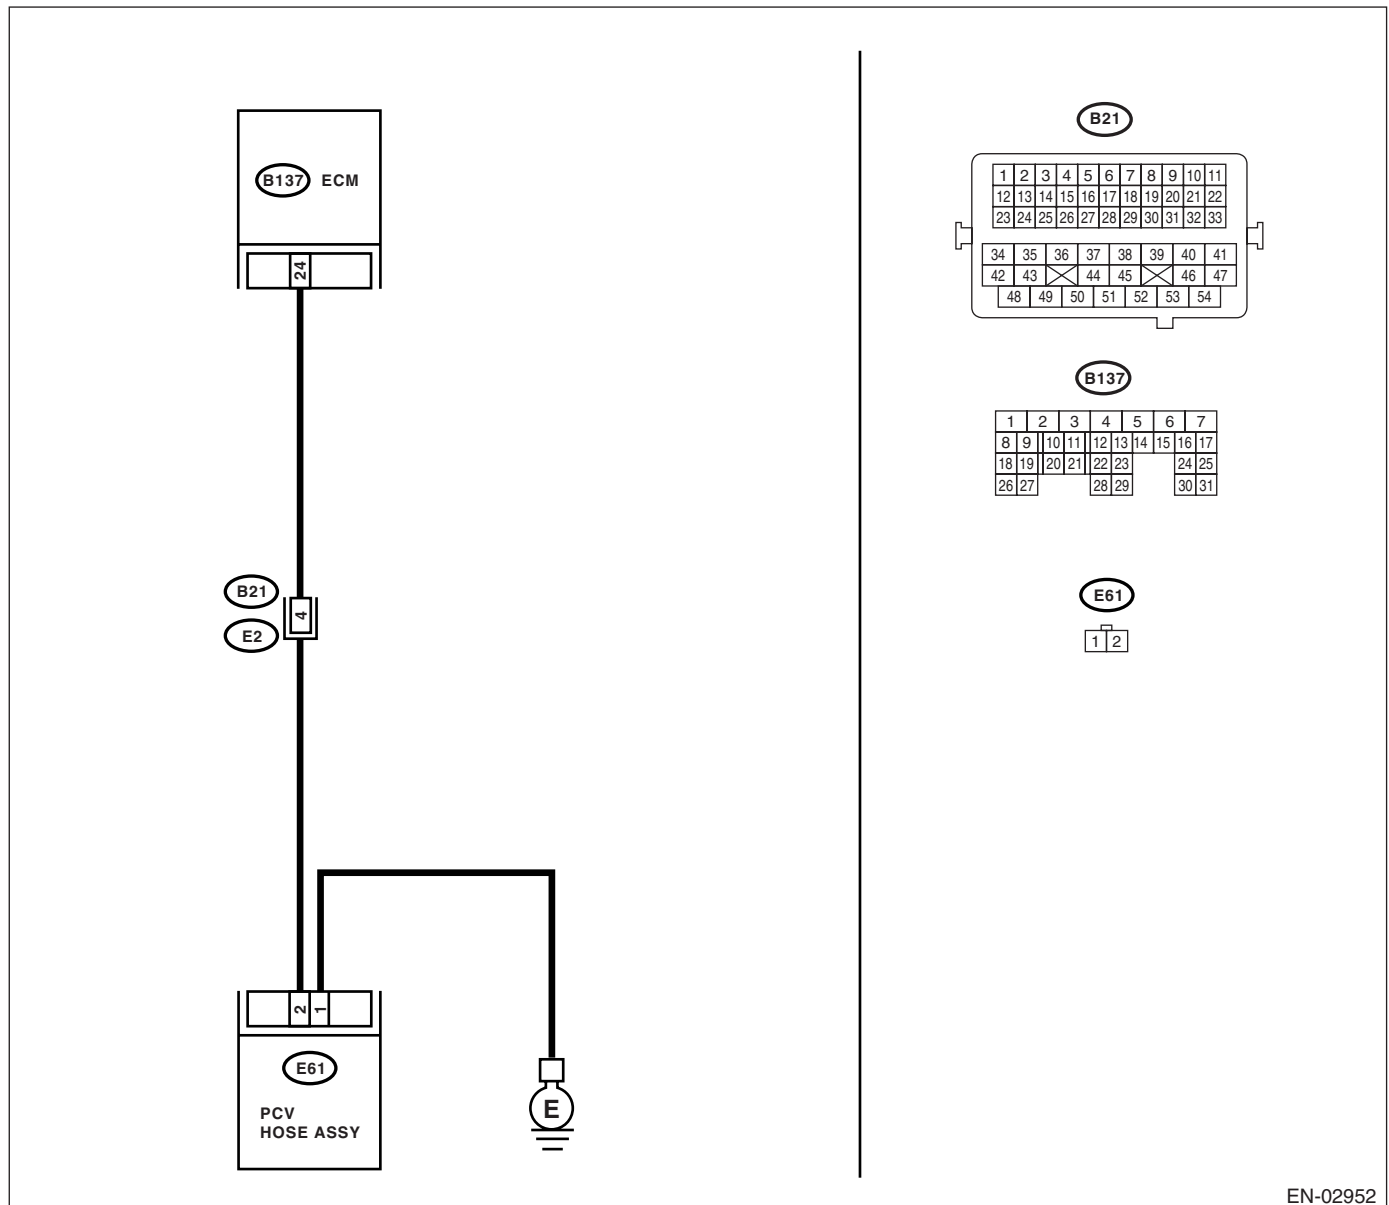 B137 ECM
24
B21
4
E2
2 1
E61
PCV
HOSE ASSY
E
B21
1 2 3 4 5 6 7 8 9 10 11
12 13 14 15 16 17 18 19 20 21 22
23 24 25 26 27 28 29 30 31 32 33
34 35 36 37 38 39 40 41
42 43 44 45 46 47
48 49 50 51 52 53 54
B137
1 2 3 4 5 6 7
8 9 10 11 12 13 14 15 16 17
18 19 20 21 22 23 24 25
26 27 28 29 30 31
E61
1 2
EN-02952